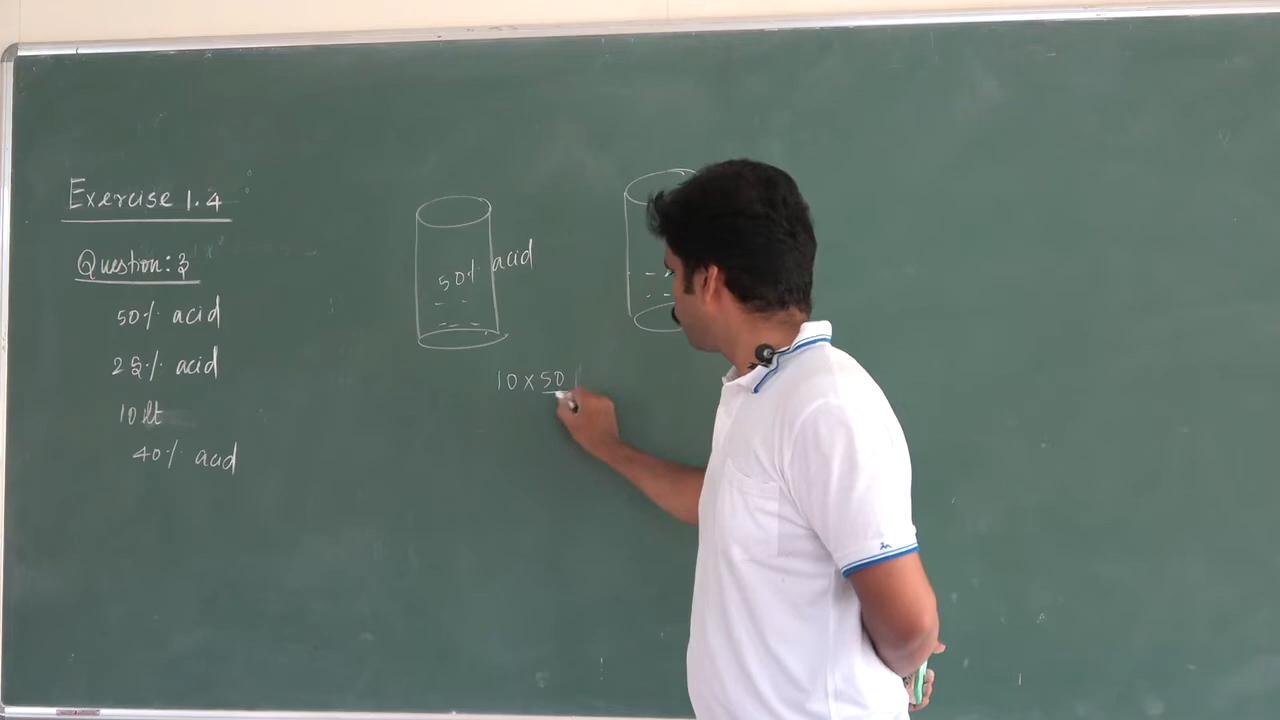 Exercise 1.4
Question: 3
50% acid
25% acid
10 lt
40% acid
50% acid
10 x 50